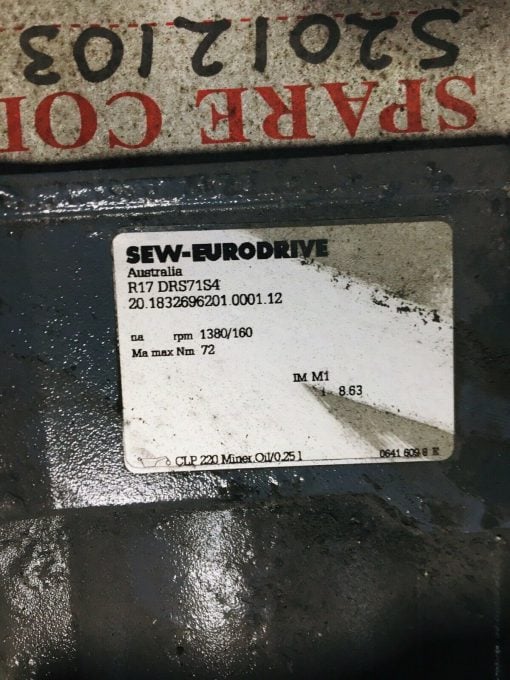 SPARE COD
S2012103
SEW-EURODRIVE
Australia
R17 DRS71S4
20.1832696201.0001.12
na rpm 1380/160
Ma max Nm 72
IM M1
i 8.63
CLP 220 Miner.Oil/0,25 l
0641 609 8 E